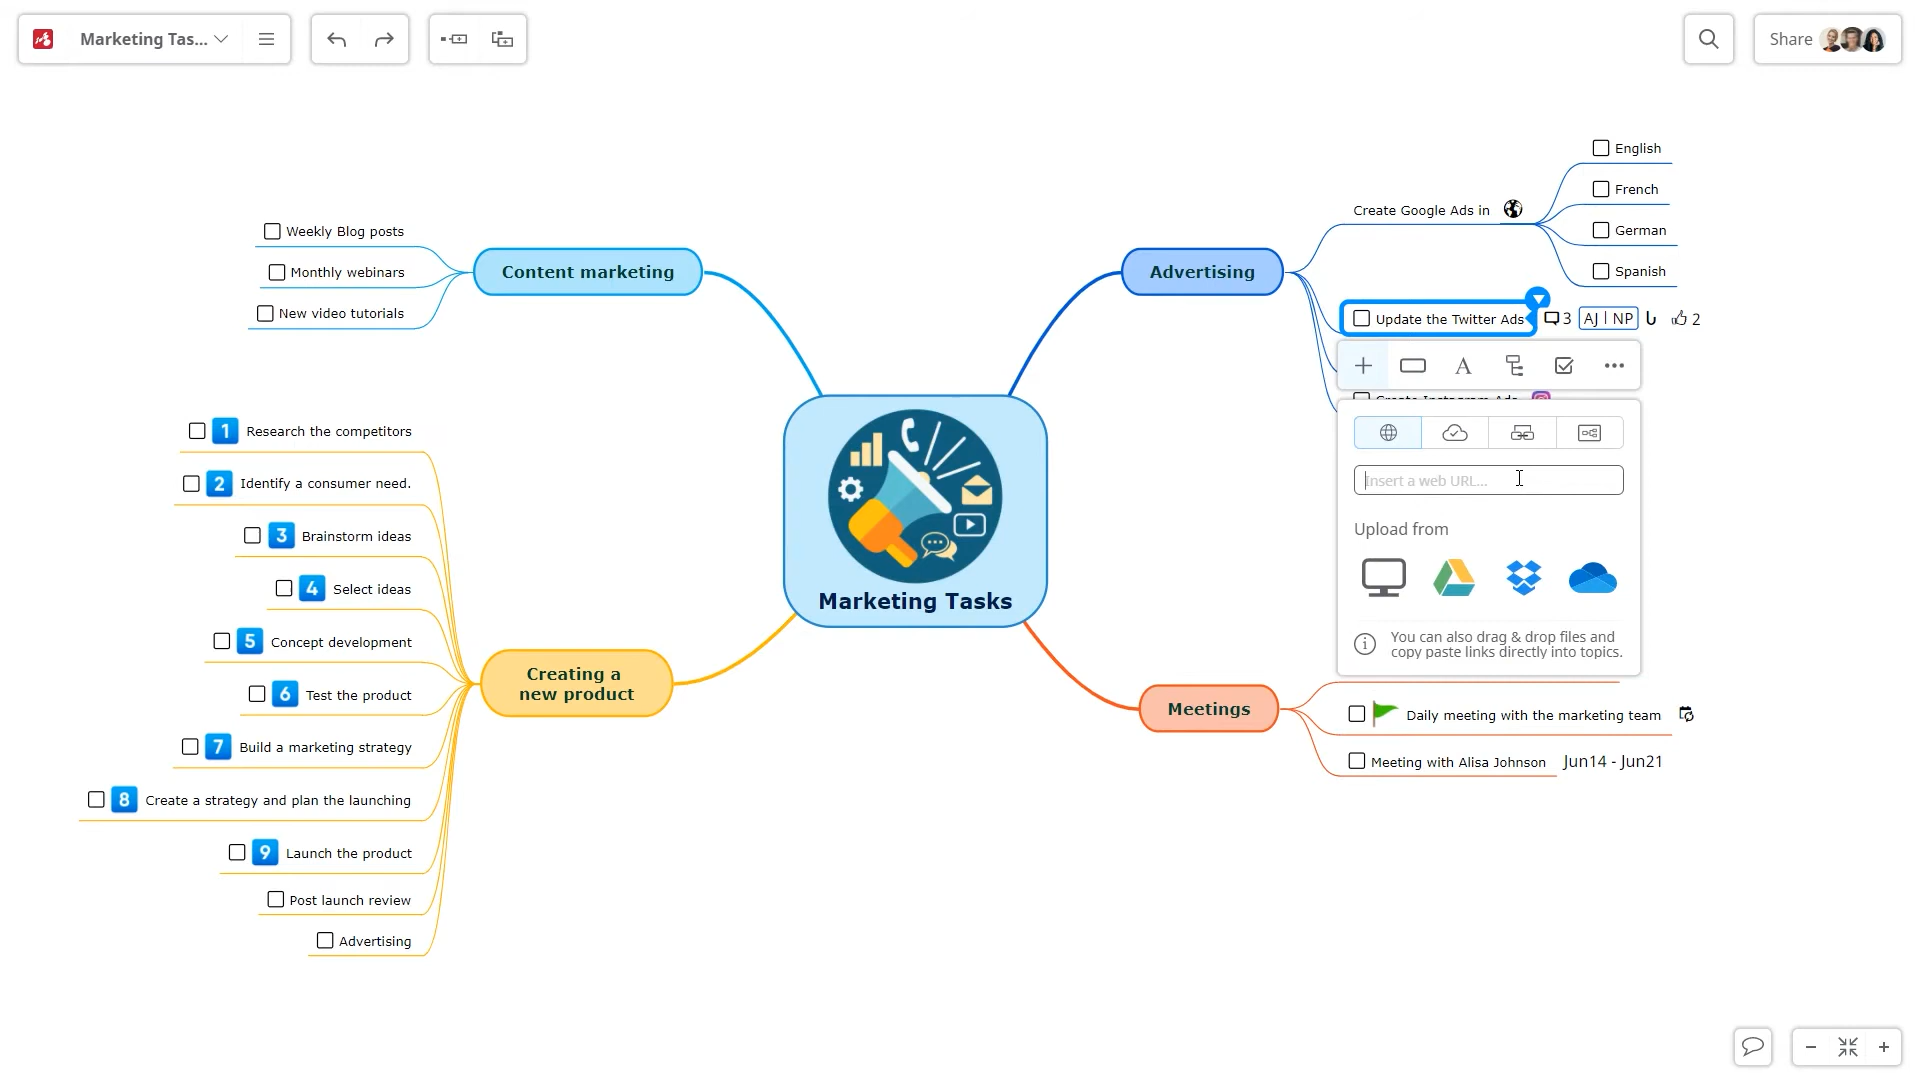 Marketing Tas...
Share
Weekly Blog posts
Monthly webinars
New video tutorials
Content marketing
1 Research the competitors
2 Identify a consumer need.
3 Brainstorm ideas
4 Select ideas
5 Concept development
6 Test the product
7 Build a marketing strategy
8 Create a strategy and plan the launching
9 Launch the product
Post launch review
Advertising
Creating a
new product
Marketing Tasks
Advertising
Create Google Ads in
English
French
German
Spanish
Update the Twitter Ads
3
AJ | NP
2
A
Create Instagram Ads
Insert a web URL...
Upload from
You can also drag & drop files and
copy paste links directly into topics.
Meetings
Daily meeting with the marketing team
Meeting with Alisa Johnson Jun14 - Jun21